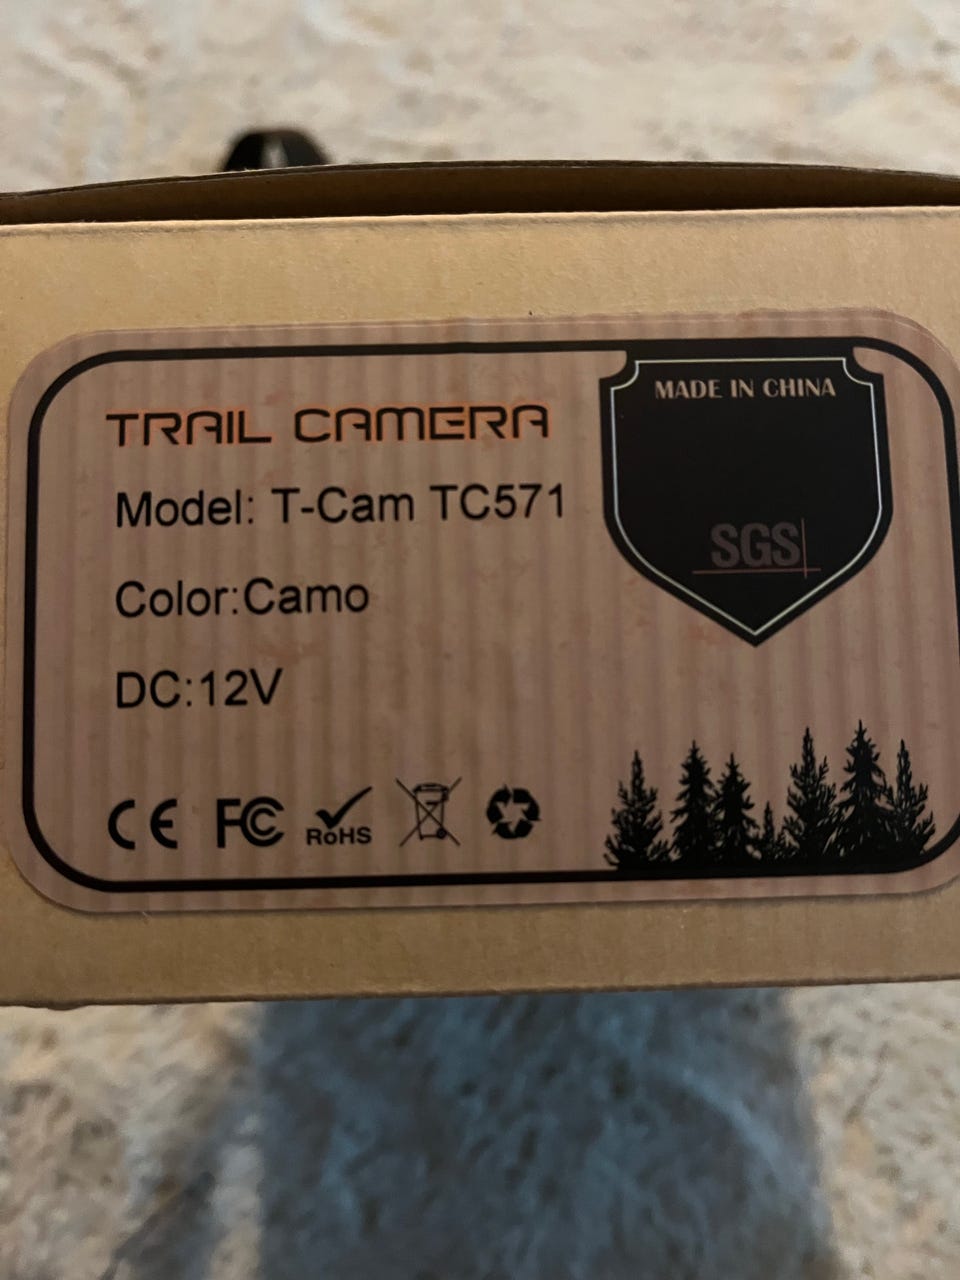 MADE IN CHINA
TRAIL CAMERA
Model: T-Cam TC571
SGS
Color:Camo
DC:12V
CE FC RoHS